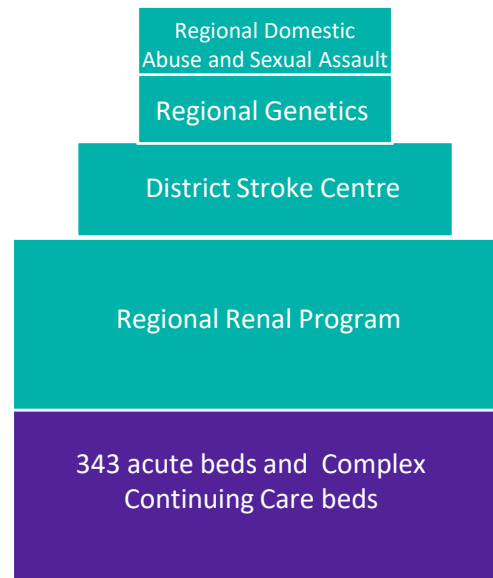 Regional Domestic
Abuse and Sexual Assault
Regional Genetics
District Stroke Centre
Regional Renal Program
343 acute beds and  Complex
Continuing Care beds